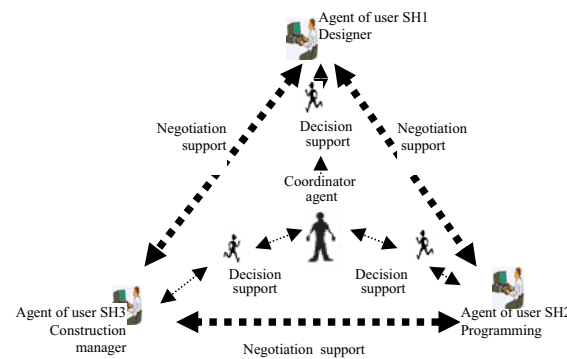 Agent of user SH1
Designer
Negotiation
support
Decision
support
Negotiation
support
Coordinator
agent
Decision
support
Decision
support
Agent of user SH3
Construction
manager
Agent of user SH2
Programming
Negotiation support